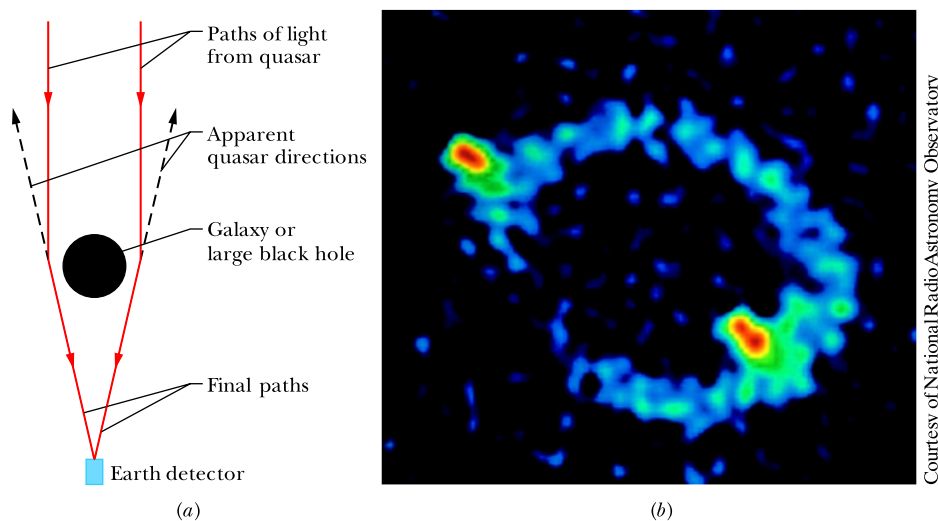 Paths of light
from quasar
Apparent
quasar directions
Galaxy or
large black hole
Final paths
Earth detector
(a)
(b)
Courtesy of National Radio Astronomy Observatory